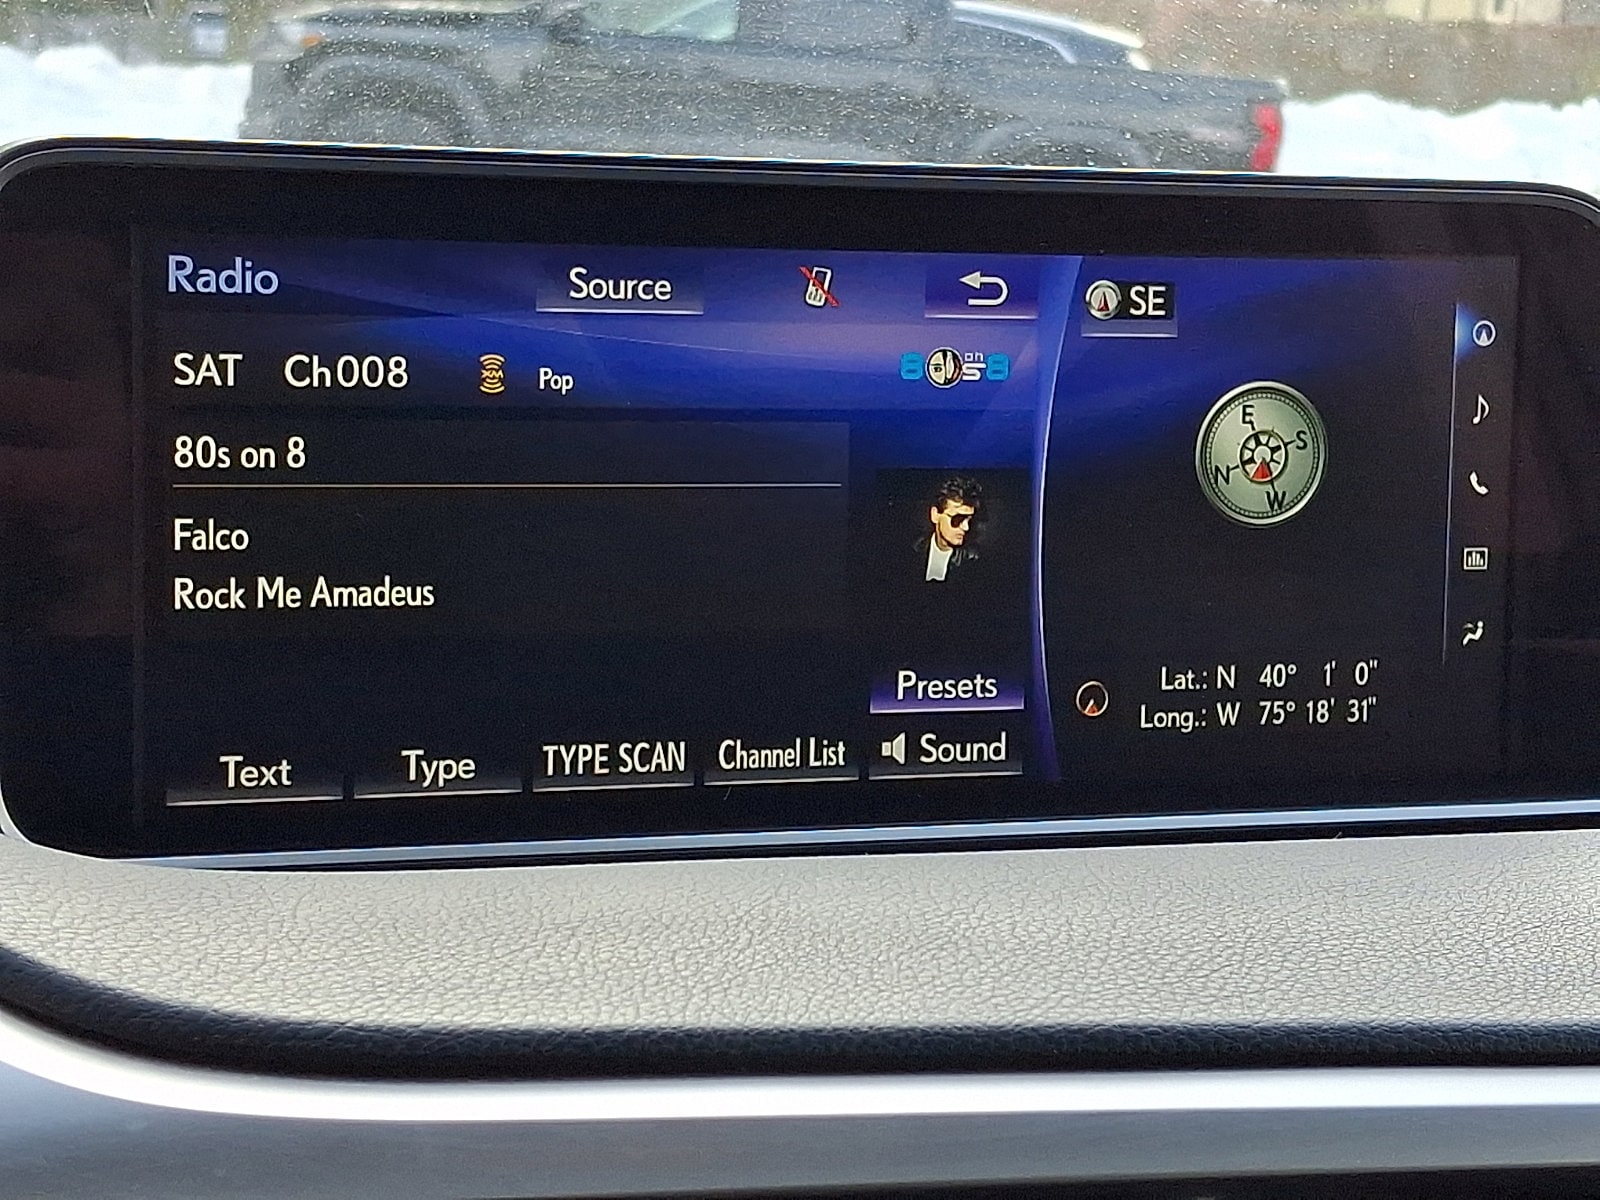 Radio
Source
SE
SAT Ch008 XM Pop 80s on 8
80s on 8
Falco
Rock Me Amadeus
E
S
N
W
Presets
Lat.: N 40° 1' 0"
Long.: W 75° 18' 31"
Text Type TYPE SCAN Channel List Sound